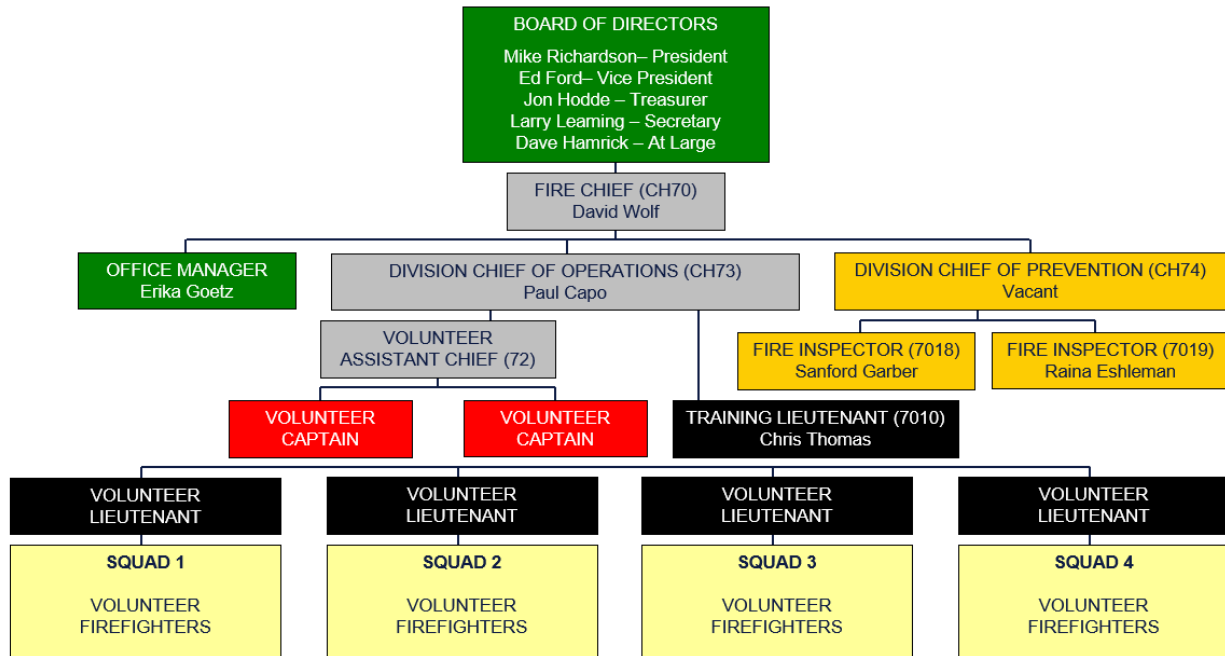 BOARD OF DIRECTORS
Mike Richardson– President
Ed Ford– Vice President
Jon Hodde – Treasurer
Larry Leaming – Secretary
Dave Hamrick – At Large
FIRE CHIEF (CH70)
David Wolf
OFFICE MANAGER
Erika Goetz
DIVISION CHIEF OF OPERATIONS (CH73)
Paul Capo
DIVISION CHIEF OF PREVENTION (CH74)
Vacant
VOLUNTEER
ASSISTANT CHIEF (72)
FIRE INSPECTOR (7018)
Sanford Garber
FIRE INSPECTOR (7019)
Raina Eshleman
VOLUNTEER
CAPTAIN
VOLUNTEER
CAPTAIN
TRAINING LIEUTENANT (7010)
Chris Thomas
VOLUNTEER
LIEUTENANT
VOLUNTEER
LIEUTENANT
VOLUNTEER
LIEUTENANT
VOLUNTEER
LIEUTENANT
SQUAD 1
VOLUNTEER
FIREFIGHTERS
SQUAD 2
VOLUNTEER
FIREFIGHTERS
SQUAD 3
VOLUNTEER
FIREFIGHTERS
SQUAD 4
VOLUNTEER
FIREFIGHTERS